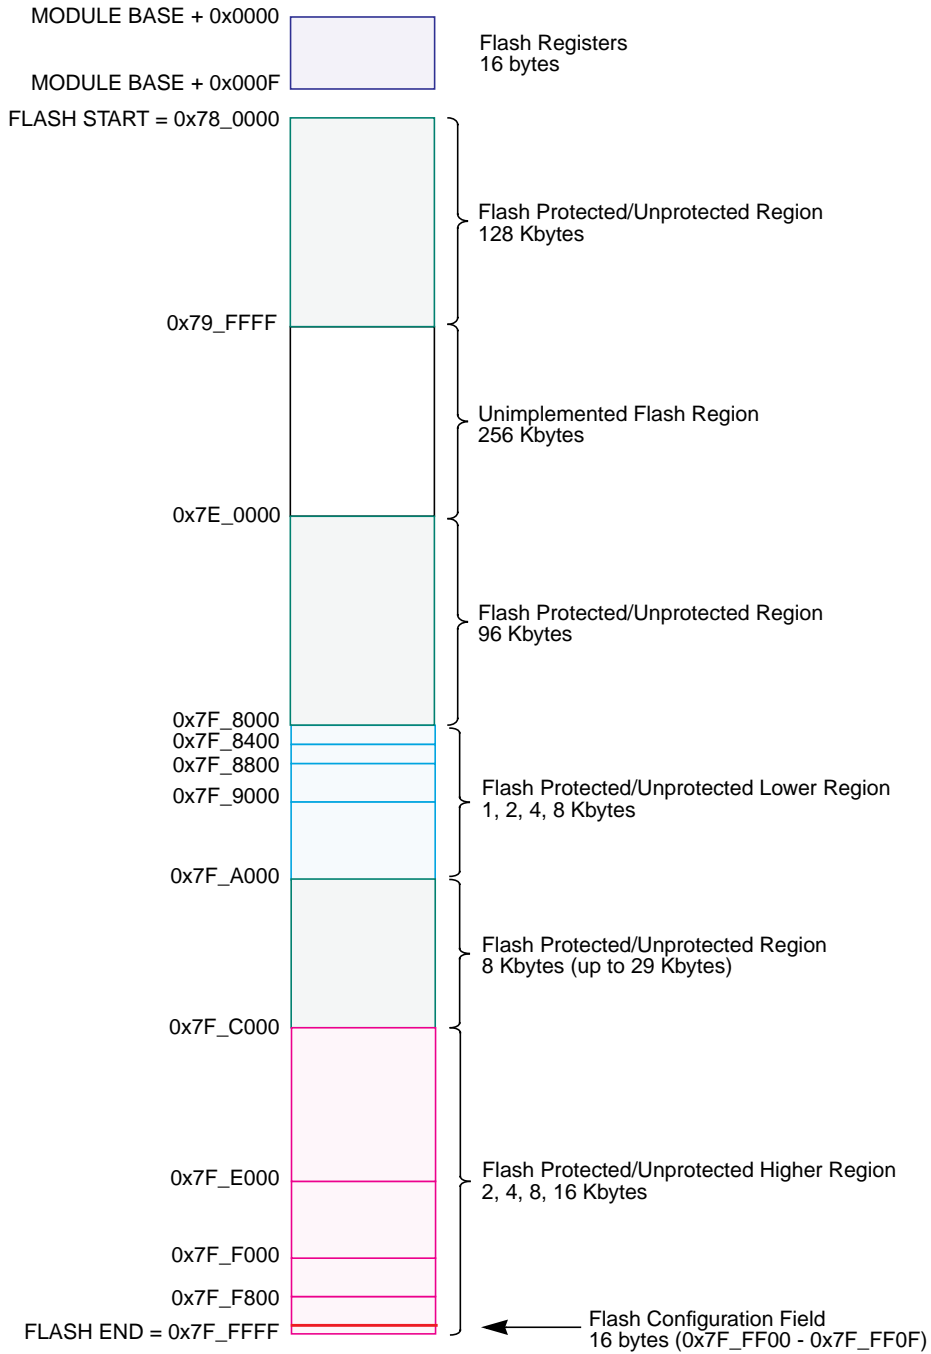 MODULE BASE + 0x0000
Flash Registers
16 bytes
MODULE BASE + 0x000F
FLASH START = 0x78_0000
Flash Protected/Unprotected Region
128 Kbytes
0x79_FFFF
Unimplemented Flash Region
256 Kbytes
0x7E_0000
Flash Protected/Unprotected Region
96 Kbytes
0x7F_8000
0x7F_8400
0x7F_8800
0x7F_9000
Flash Protected/Unprotected Lower Region
1, 2, 4, 8 Kbytes
0x7F_A000
Flash Protected/Unprotected Region
8 Kbytes (up to 29 Kbytes)
0x7F_C000
Flash Protected/Unprotected Higher Region
2, 4, 8, 16 Kbytes
0x7F_E000
0x7F_F000
0x7F_F800
FLASH END = 0x7F_FFFF
Flash Configuration Field
16 bytes (0x7F_FF00 - 0x7F_FF0F)